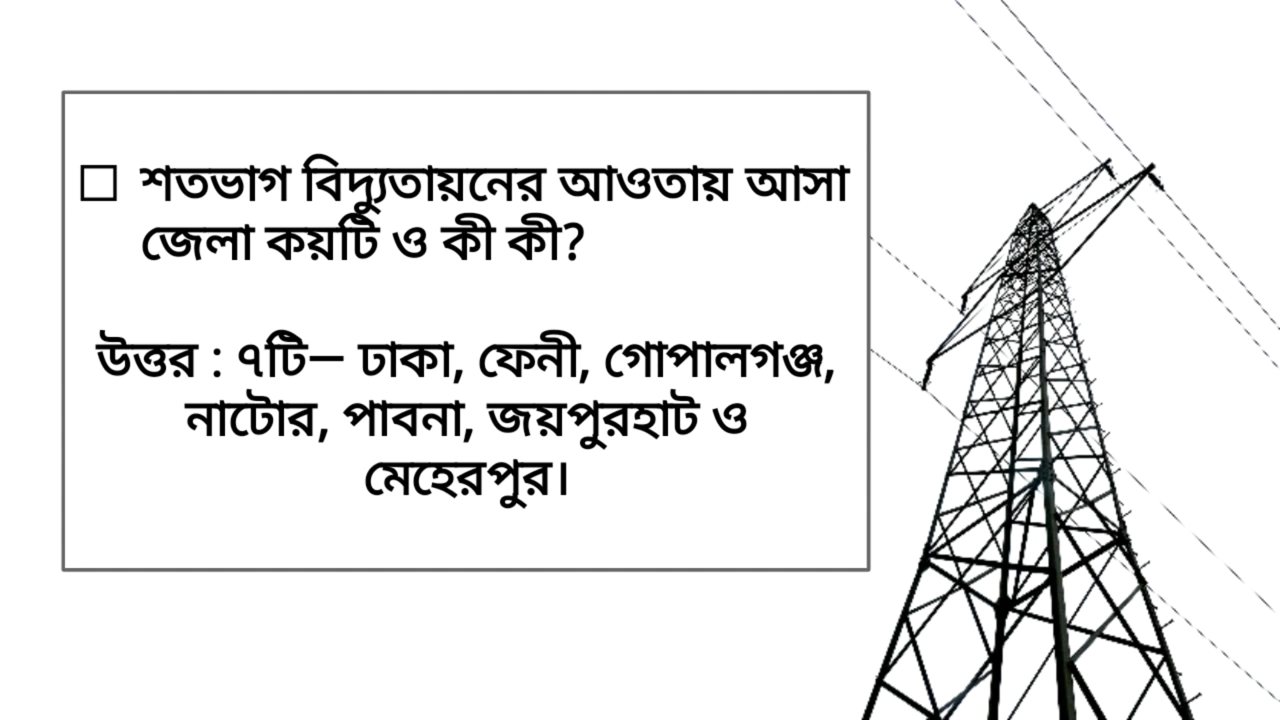 □ শতভাগ বিদ্যুতায়নের আওতায় আসা
জেলা কয়টি ও কী কী?
উত্তর : ৭টি— ঢাকা, ফেনী, গোপালগঞ্জ,
নাটোর, পাবনা, জয়পুরহাট ও
মেহেরপুর।